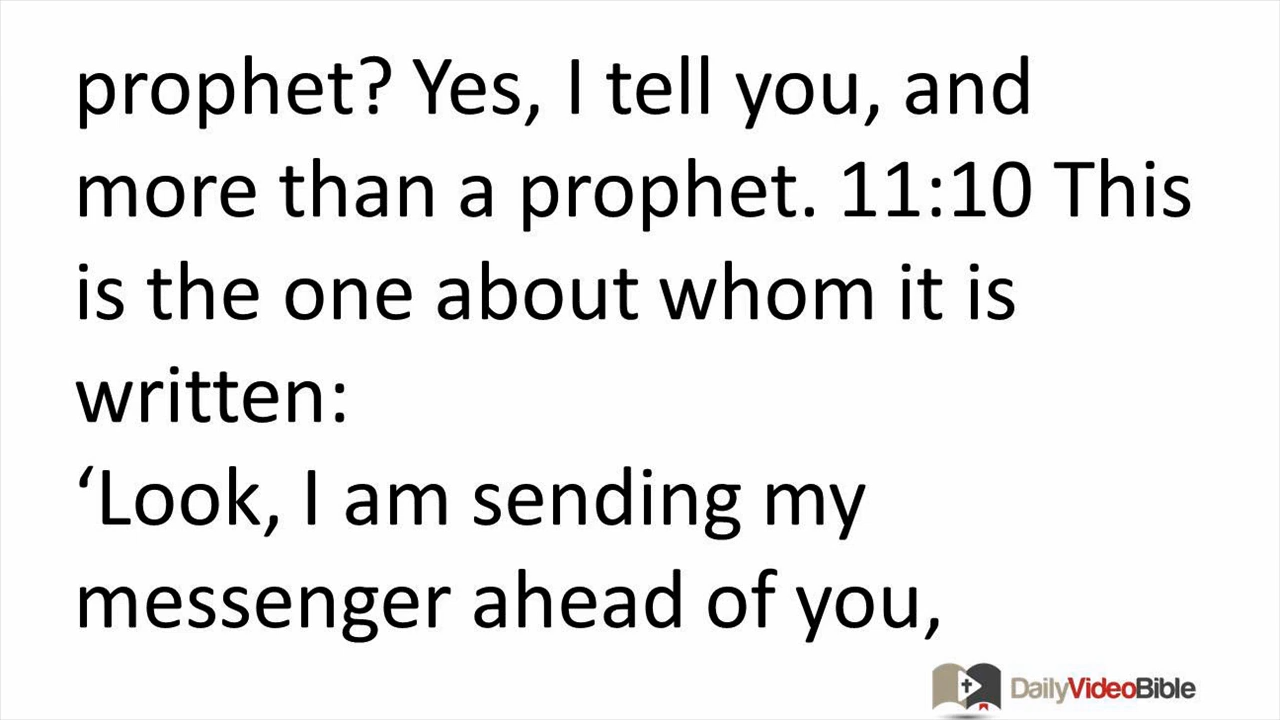 prophet? Yes, I tell you, and
more than a prophet. 11:10 This
is the one about whom it is
written:
‘Look, I am sending my
messenger ahead of you,
DailyVideoBible